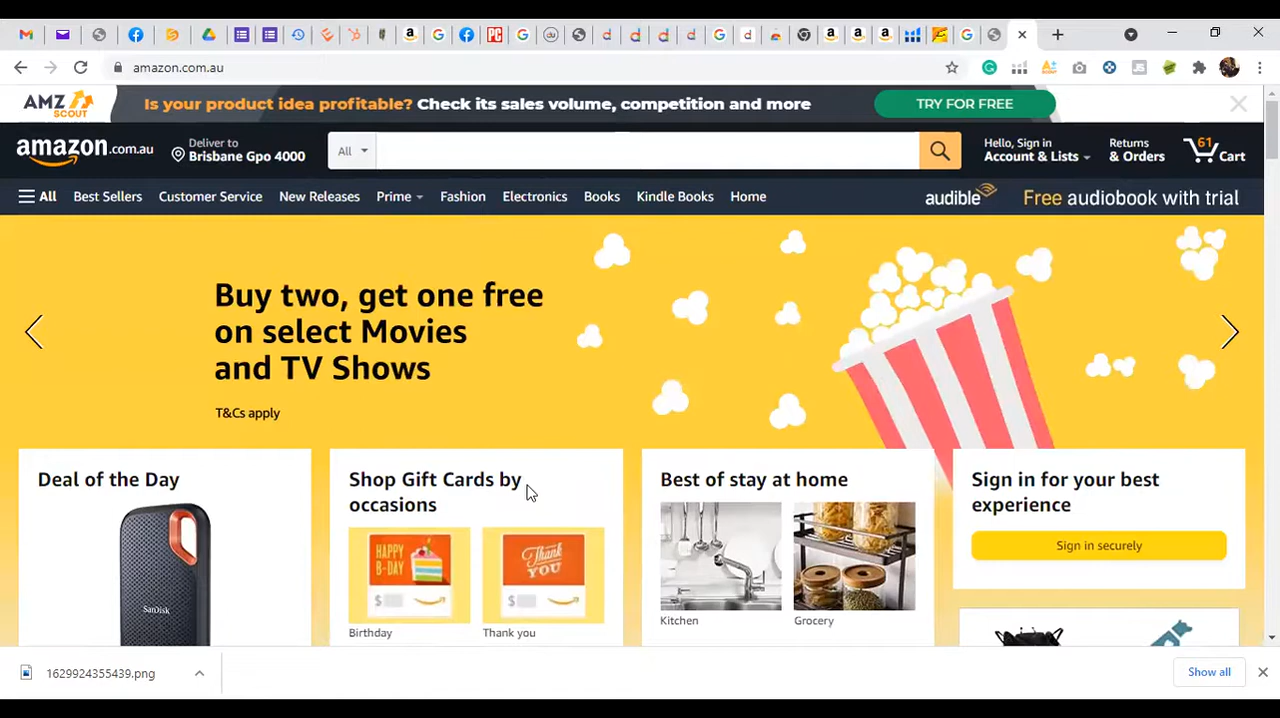 amazon.com.au
AMZ
SCOUT
Is your product idea profitable? Check its sales volume, competition and more
TRY FOR FREE
amazon.com.au
Deliver to
Brisbane Gpo 4000
All
Hello, Sign in
Account & Lists
Returns
& Orders
61
Cart
All
Best Sellers
Customer Service
New Releases
Prime
Fashion
Electronics
Books
Kindle Books
Home
audible
Free audiobook with trial
Buy two, get one free
on select Movies
and TV Shows
T&Cs apply
Deal of the Day
SanDisk
Shop Gift Cards by
occasions
HAPPY
B-DAY
$
Birthday
THANK
YOU
$
Thank you
Best of stay at home
Kitchen
Grocery
Sign in for your best
experience
Sign in securely
1629924355439.png
Show all